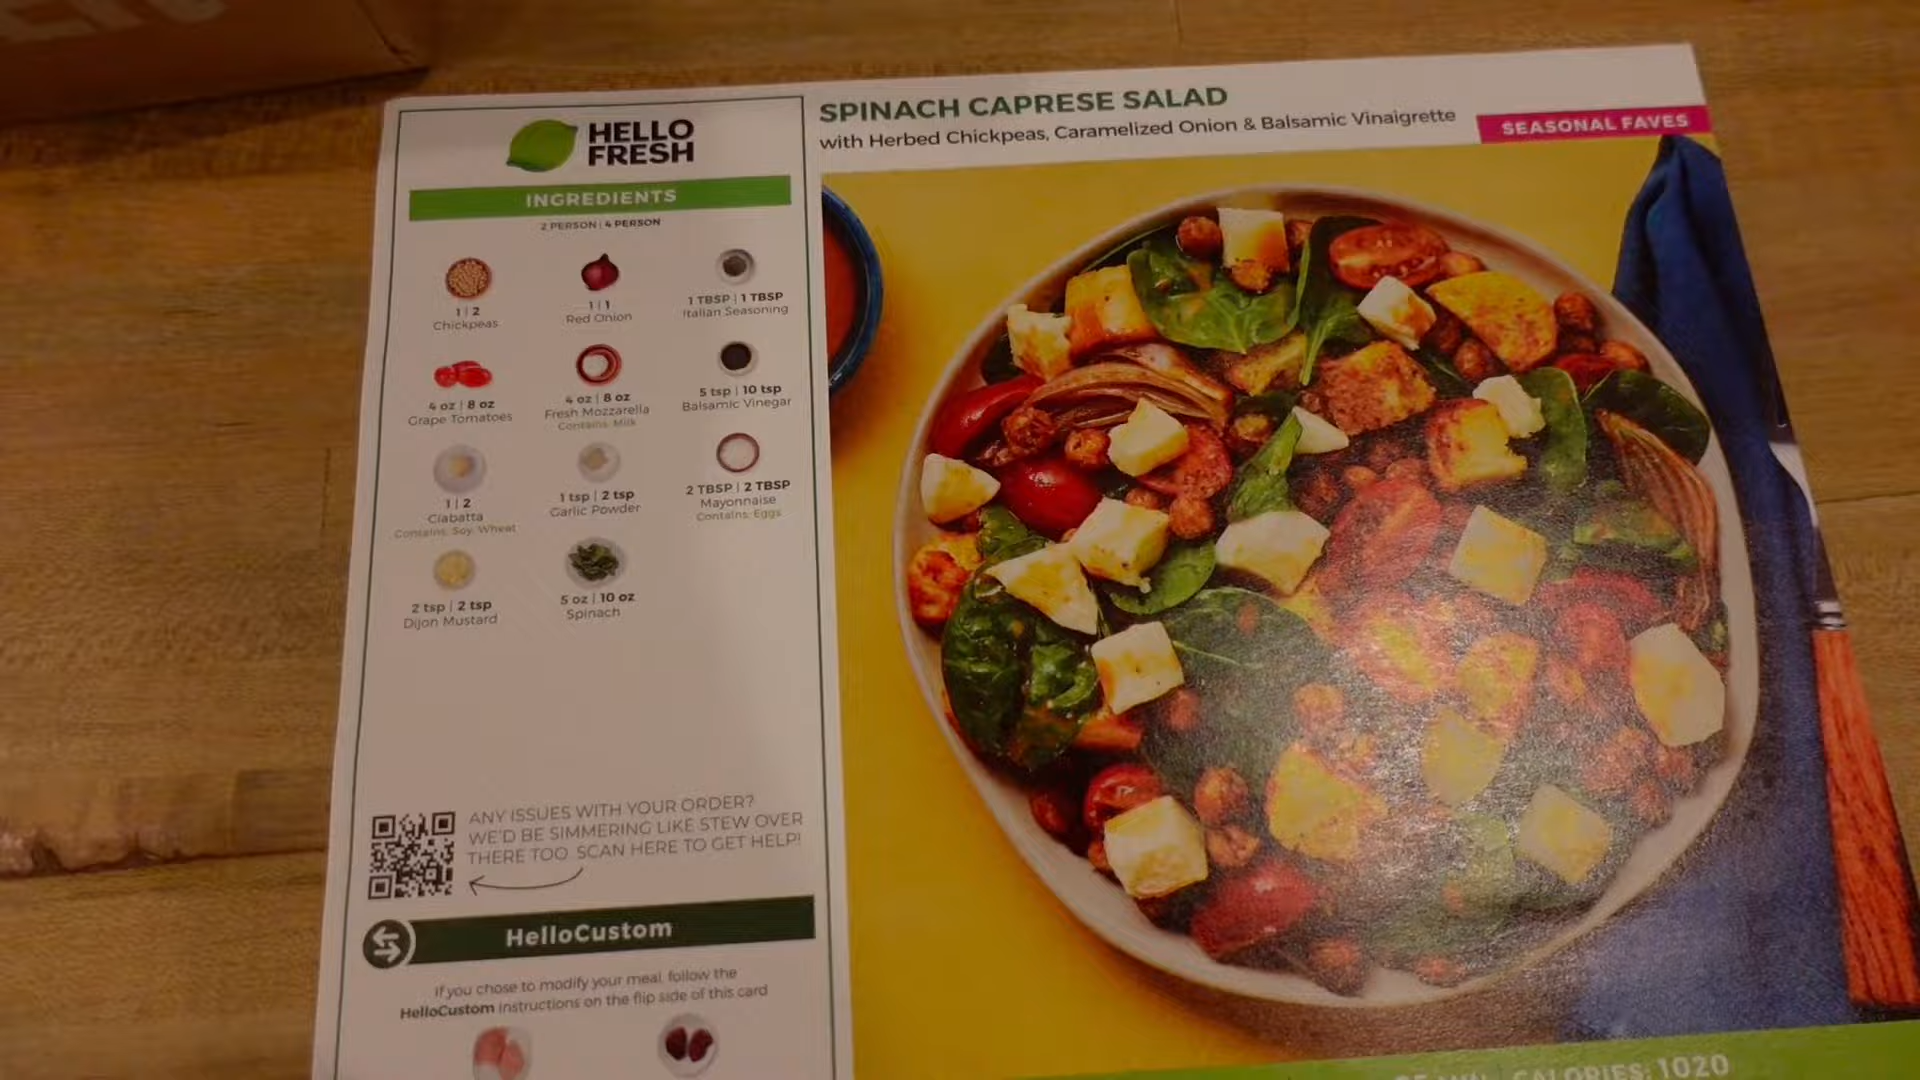 HELLO
FRESH
INGREDIENTS
2 PERSON | 4 PERSON
1 | 2
Chickpeas
1 | 1
Red Onion
1 TBSP | 1 TBSP
Italian Seasoning
4 oz | 8 oz
Grape Tomatoes
4 oz | 8 oz
Fresh Mozzarella
Contains: Milk
5 tsp | 10 tsp
Balsamic Vinegar
1 | 2
Ciabatta
Contains: Soy, Wheat
1 tsp | 2 tsp
Garlic Powder
2 TBSP | 2 TBSP
Mayonnaise
Contains: Eggs
2 tsp | 2 tsp
Dijon Mustard
5 oz | 10 oz
Spinach
ANY ISSUES WITH YOUR ORDER?
WE'D BE SIMMERING LIKE STEW OVER
THERE TOO. SCAN HERE TO GET HELP!
HelloCustom
If you chose to modify your meal, follow the
HelloCustom instructions on the flip side of this card
SPINACH CAPRESE SALAD
with Herbed Chickpeas, Caramelized Onion & Balsamic Vinaigrette
SEASONAL FAVES
CALORIES: 1020